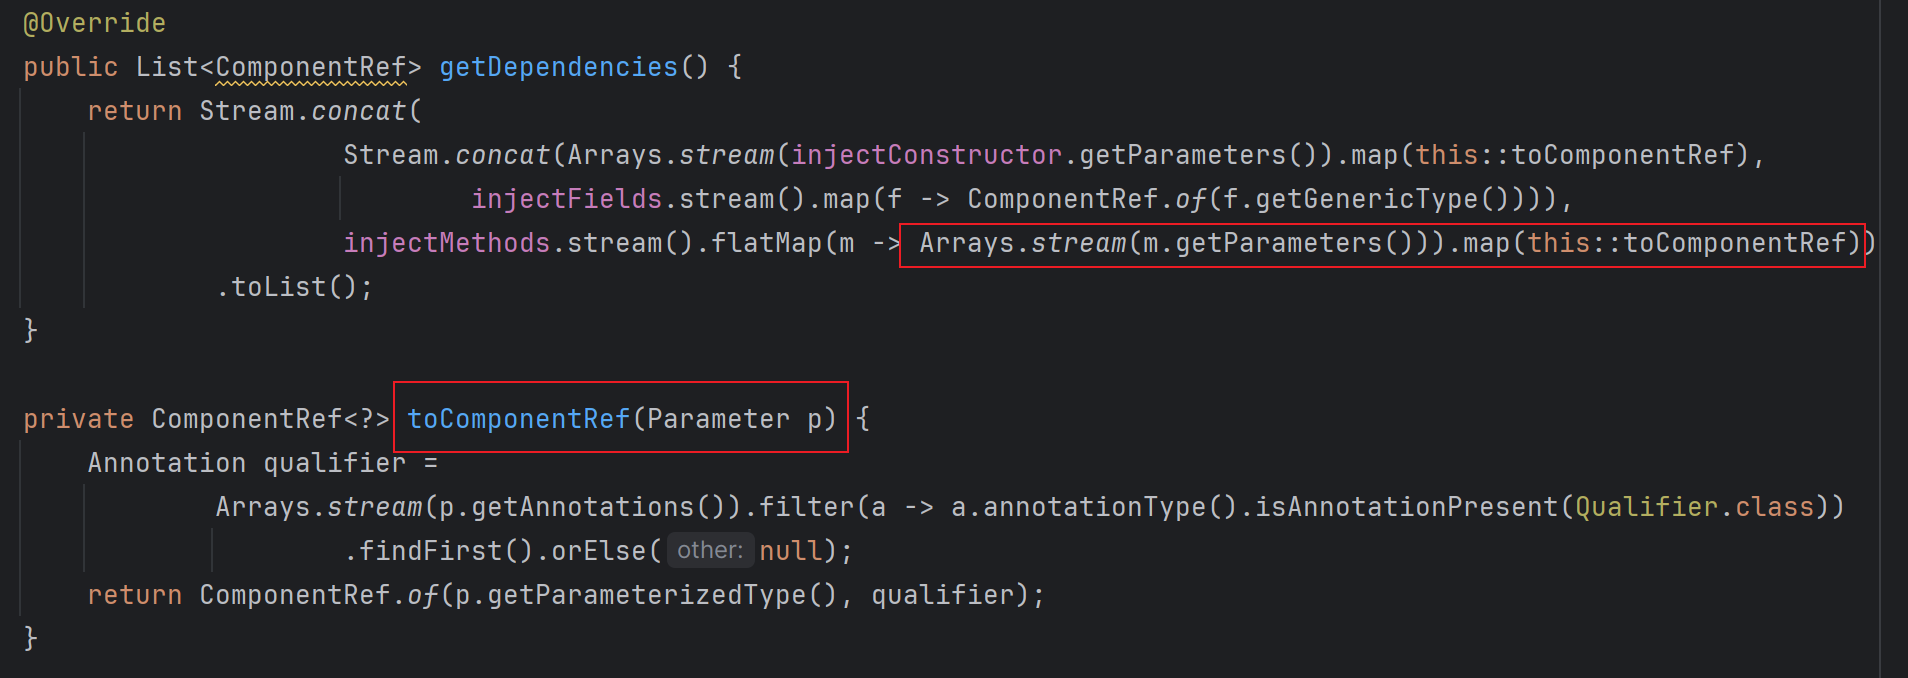 @Override
public List<ComponentRef> getDependencies() {
return Stream.concat(
Stream.concat(Arrays.stream(injectConstructor.getParameters()).map(this::toComponentRef),
injectFields.stream().map(f -> ComponentRef.of(f.getGenericType()))),
injectMethods.stream().flatMap(m -> Arrays.stream(m.getParameters())).map(this::toComponentRef))
.toList();
}
private ComponentRef<?> toComponentRef(Parameter p) {
Annotation qualifier =
Arrays.stream(p.getAnnotations()).filter(a -> a.annotationType().isAnnotationPresent(Qualifier.class))
.findFirst().orElse( other: null);
return ComponentRef.of(p.getParameterizedType(), qualifier);
}